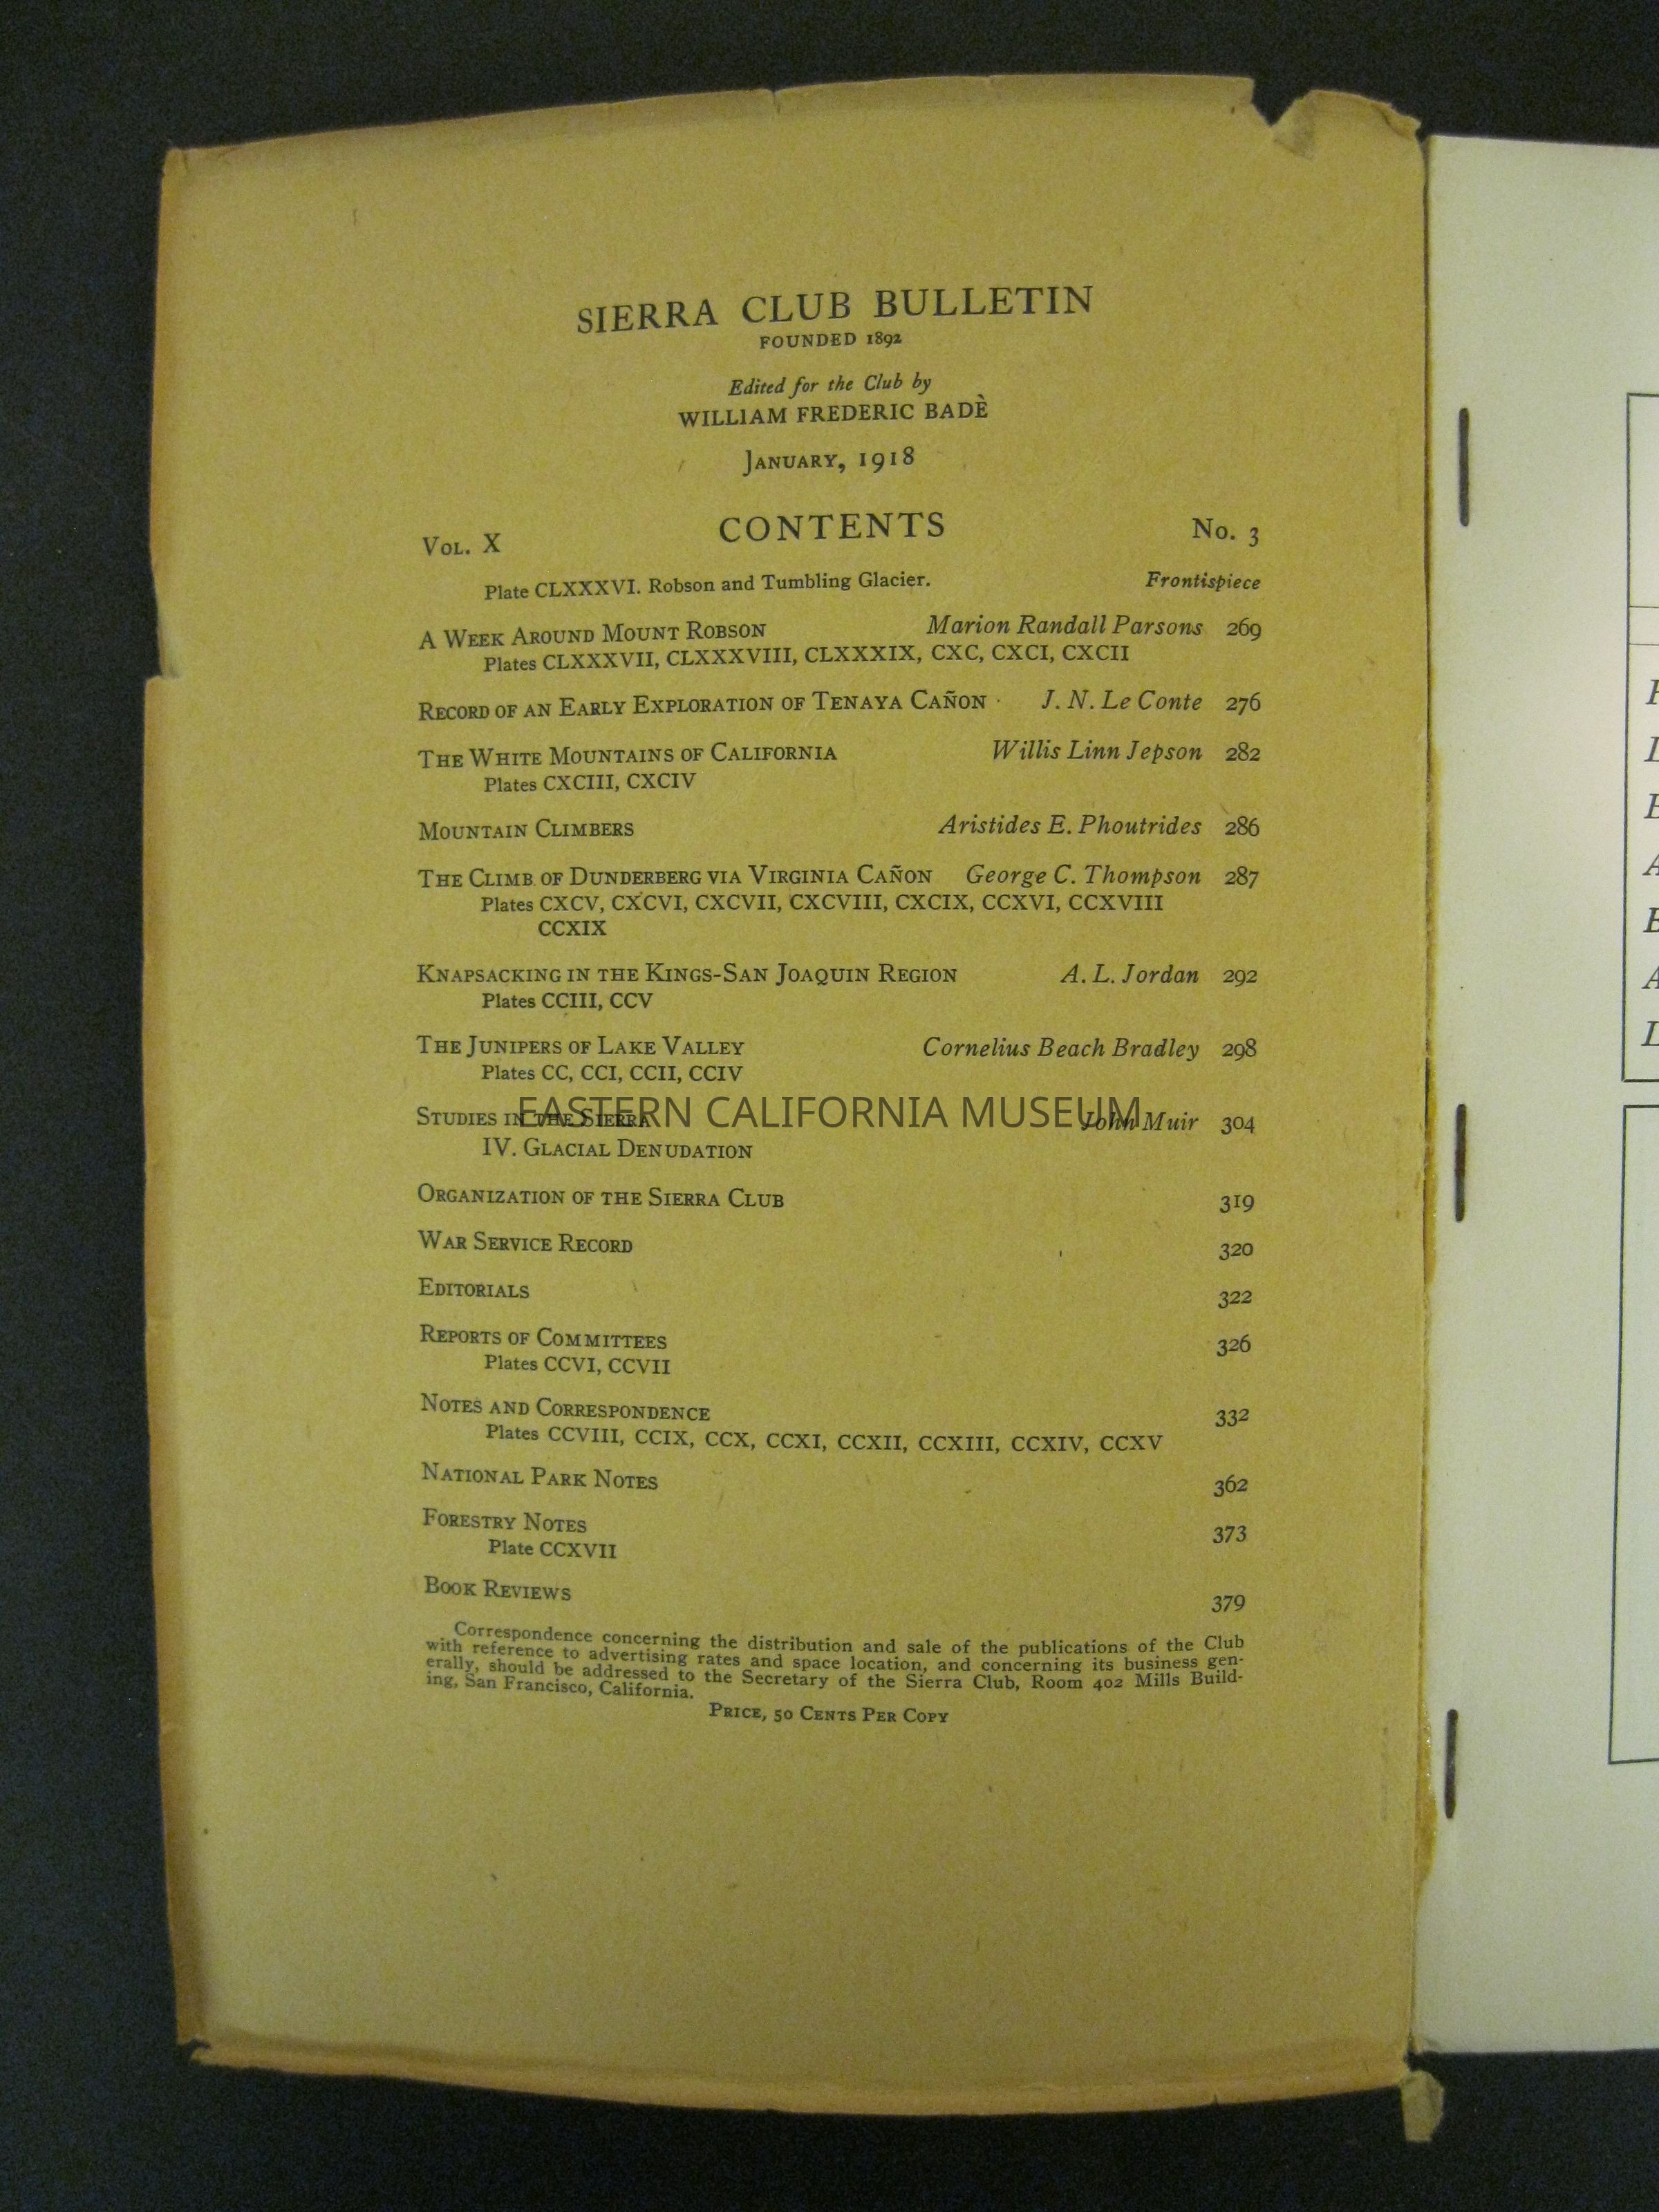 SIERRA CLUB BULLETIN
FOUNDED 1892
Edited for the Club by
WILLIAM FREDERIC BADÈ
JANUARY, 1918
VOL. X CONTENTS No. 3
Plate CLXXXVI. Robson and Tumbling Glacier. Frontispiece
A WEEK AROUND MOUNT ROBSON Marion Randall Parsons 269
Plates CLXXXVII, CLXXXVIII, CLXXXIX, CXC, CXCI, CXCII
RECORD OF AN EARLY EXPLORATION OF TENAYA CAÑON · J. N. Le Conte 276
THE WHITE MOUNTAINS OF CALIFORNIA Willis Linn Jepson 282
Plates CXCIII, CXCIV
MOUNTAIN CLIMBERS Aristides E. Phoutrides 286
THE CLIMB OF DUNDERBERG VIA VIRGINIA CAÑON George C. Thompson 287
Plates CXCV, CXCVI, CXCVII, CXCVIII, CXCIX, CCXVI, CCXVIII
CCXIX
KNAPSACKING IN THE KINGS-SAN JOAQUIN REGION A. L. Jordan 292
Plates CCIII, CCV
THE JUNIPERS OF LAKE VALLEY Cornelius Beach Bradley 298
Plates CC, CCI, CCII, CCIV
EASTERN CALIFORNIA MUSEUM
STUDIES IN THE SIERRA John Muir 304
IV. GLACIAL DENUDATION
ORGANIZATION OF THE SIERRA CLUB 319
WAR SERVICE RECORD 320
EDITORIALS 322
REPORTS OF COMMITTEES 326
Plates CCVI, CCVII
NOTES AND CORRESPONDENCE 332
Plates CCVIII, CCIX, CCX, CCXI, CCXII, CCXIII, CCXIV, CCXV
NATIONAL PARK NOTES 362
FORESTRY NOTES 373
Plate CCXVII
BOOK REVIEWS 379
Correspondence concerning the distribution and sale of the publications of the Club
with reference to advertising rates and space location, and concerning its business gen-
erally, should be addressed to the Secretary of the Sierra Club, Room 402 Mills Build-
ing, San Francisco, California.
PRICE, 50 CENTS PER COPY